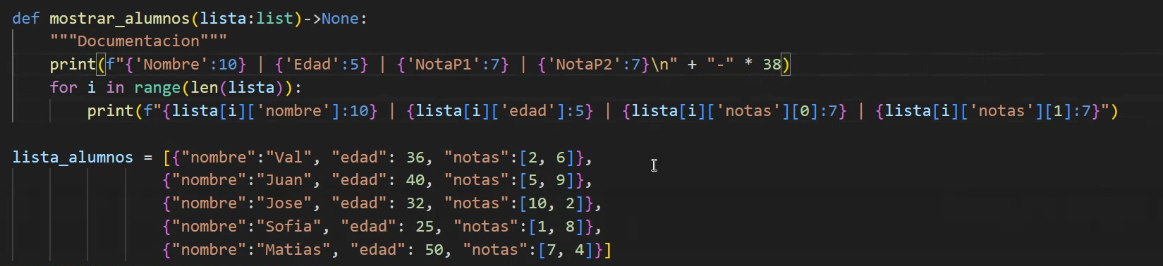 def mostrar_alumnos(lista:list)->None:
    """Documentacion"""
    print(f"{'Nombre':10} | {'Edad':5} | {'NotaP1':7} | {'NotaP2':7}\n" + "-" * 38)
    for i in range(len(lista)):
        print(f"{lista[i]['nombre']:10} | {lista[i]['edad']:5} | {lista[i]['notas'][0]:7} | {lista[i]['notas'][1]:7}")

lista_alumnos = [{"nombre":"Val", "edad": 36, "notas":[2, 6]},
                {"nombre":"Juan", "edad": 40, "notas":[5, 9]},
                {"nombre":"Jose", "edad": 32, "notas":[10, 2]},
                {"nombre":"Sofia", "edad": 25, "notas":[1, 8]},
                {"nombre":"Matias", "edad": 50, "notas":[7, 4]}]